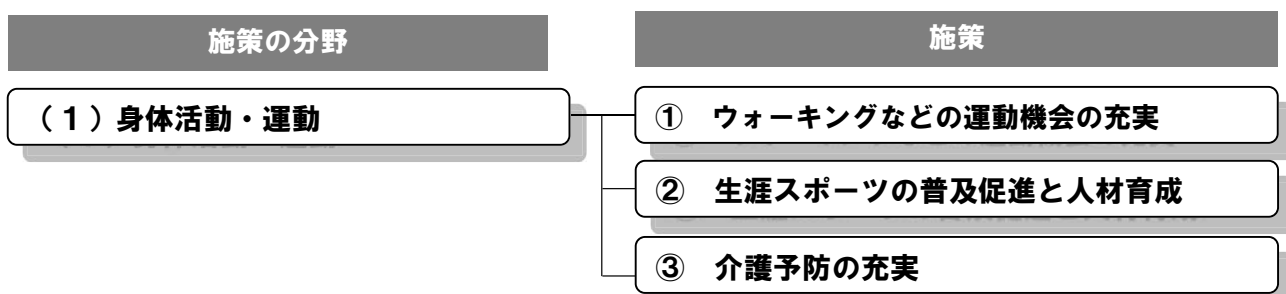 施策の分野
施策
（１）身体活動・運動
① ウォーキングなどの運動機会の充実
② 生涯スポーツの普及促進と人材育成
③ 介護予防の充実